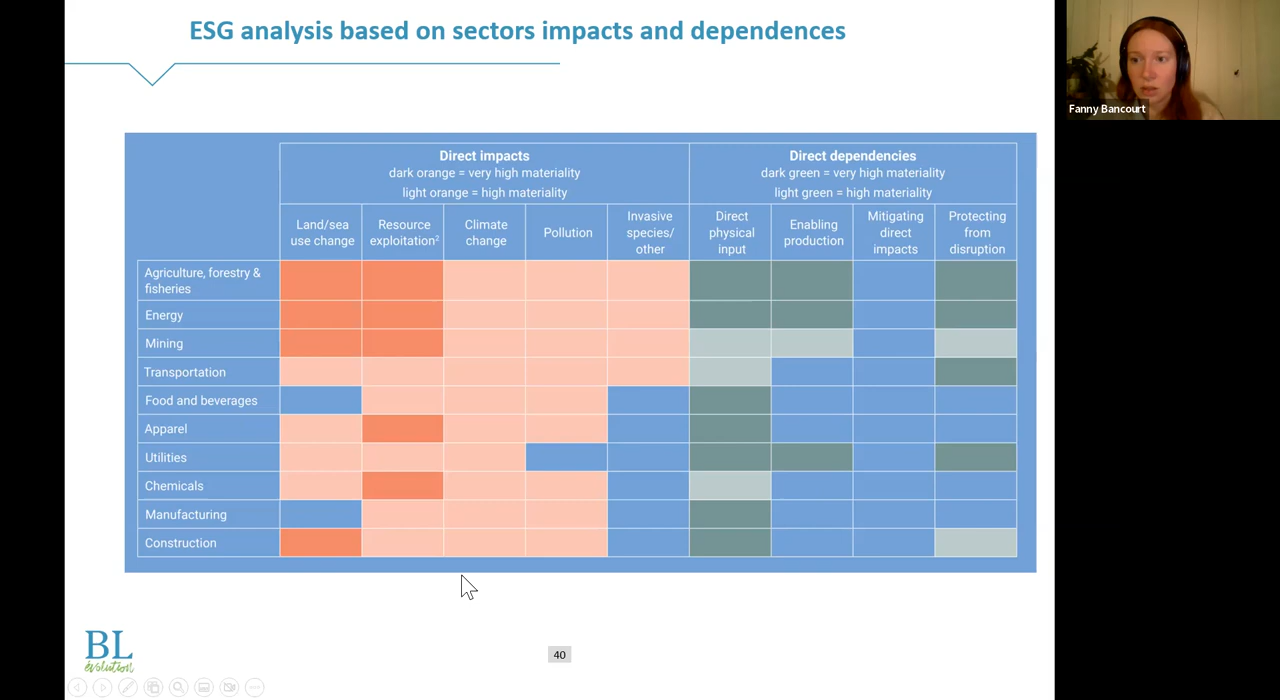 ESG analysis based on sectors impacts and dependences
Fanny Bancourt
Direct impacts
dark orange = very high materiality
light orange = high materiality
Direct dependencies
dark green = very high materiality
light green = high materiality
Land/sea
use change
Resource
exploitation²
Climate
change
Pollution
Invasive
species/
other
Direct
physical
input
Enabling
production
Mitigating
direct
impacts
Protecting
from
disruption
Agriculture, forestry &
fisheries
Energy
Mining
Transportation
Food and beverages
Apparel
Utilities
Chemicals
Manufacturing
Construction
BL
évolution
40